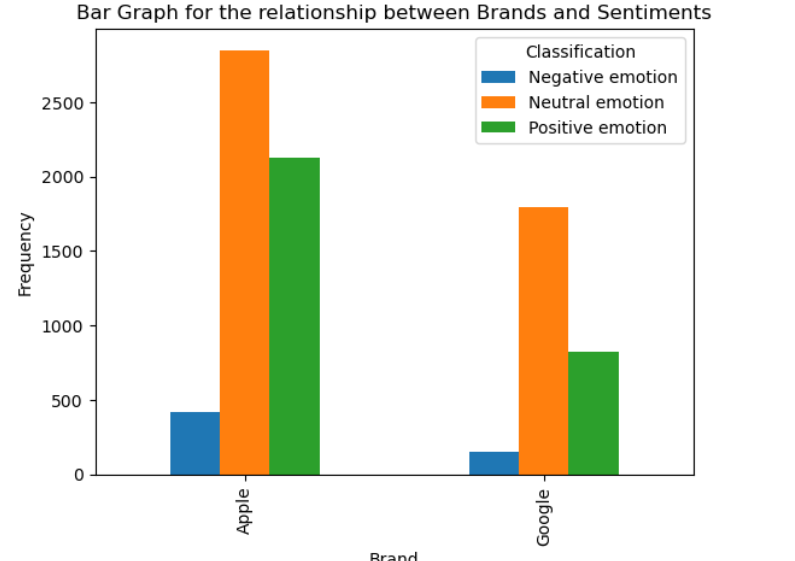 Bar Graph for the relationship between Brands and Sentiments
Classification
Negative emotion
Neutral emotion
Positive emotion
2500
2000
1500
1000
500
0
Frequency
Apple
Google
Brand